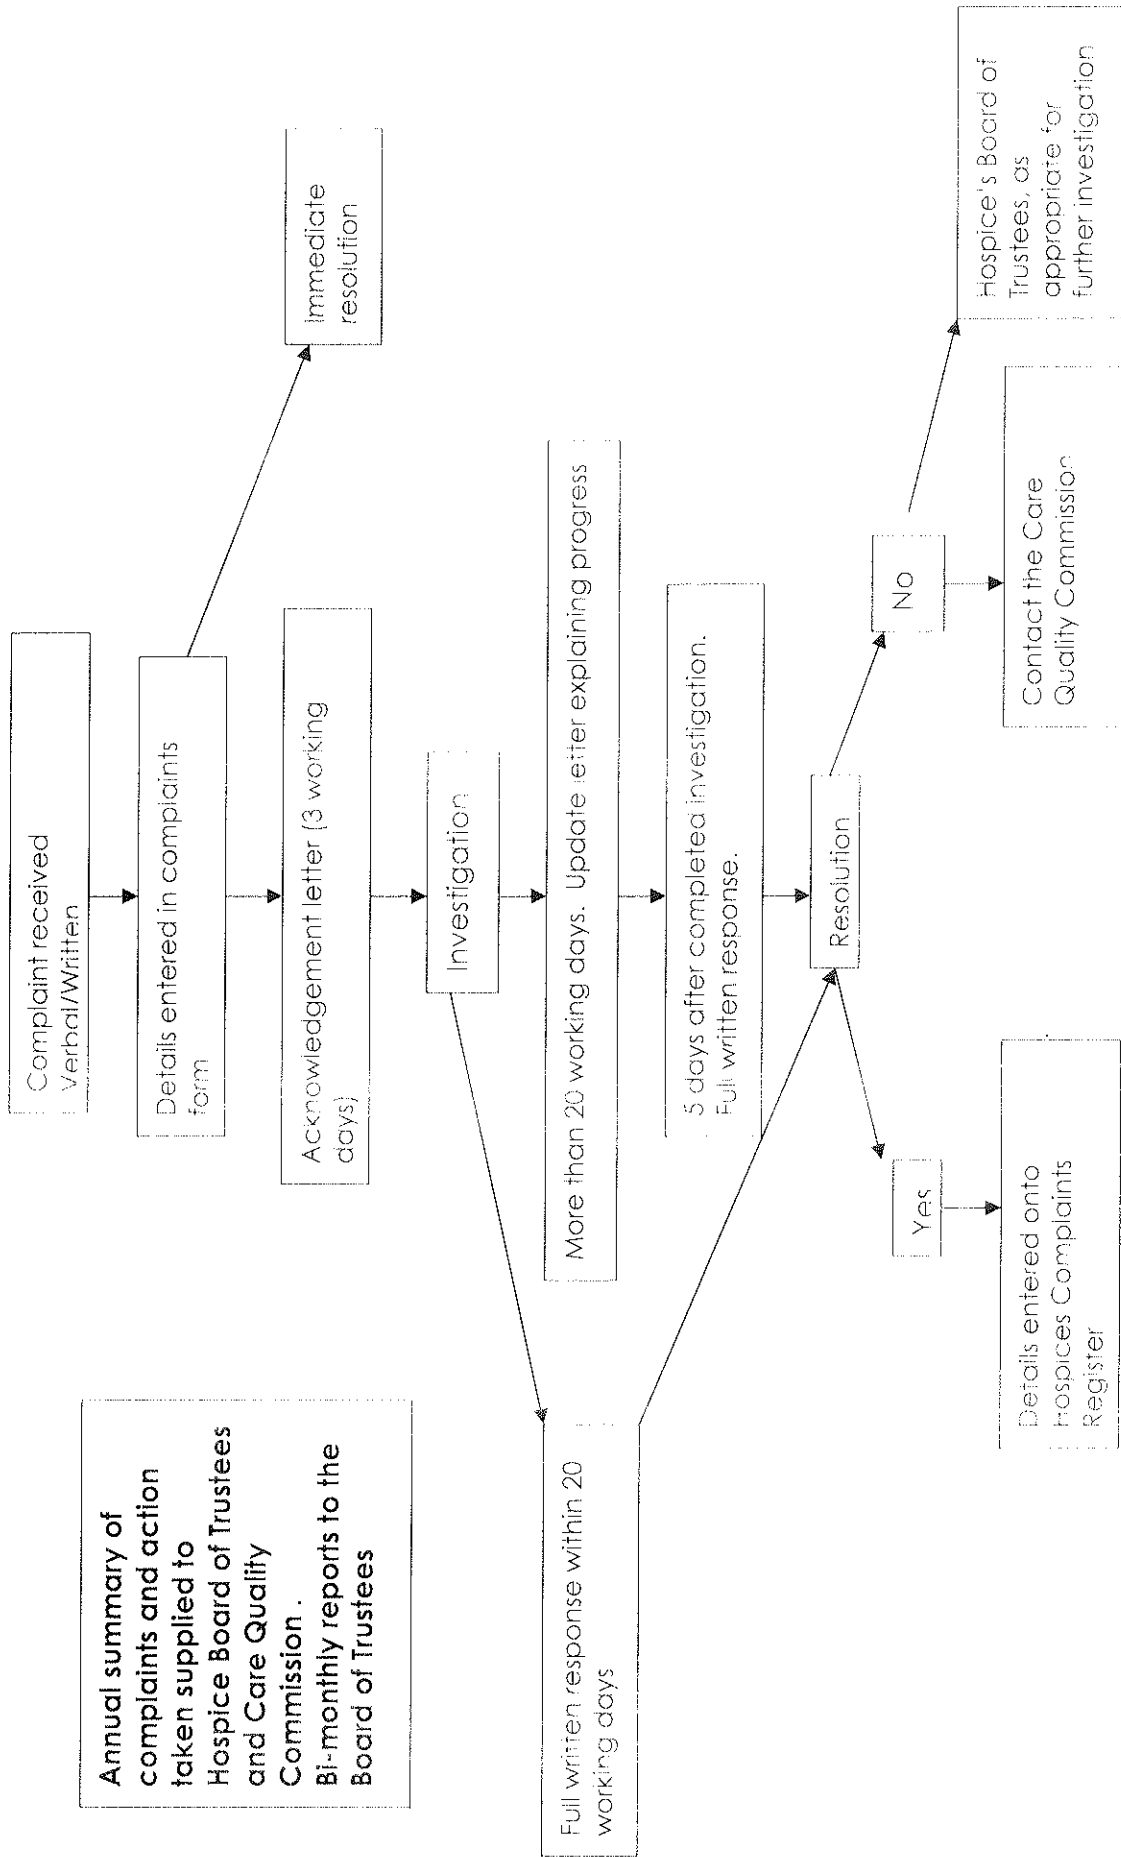 Complaint received
Verbal/Written
Annual summary of
complaints and action
taken supplied to
Hospice Board of Trustees
and Care Quality
Commission .
Bi-monthly reports to the
Board of Trustees
Details entered in complaints
form
Acknowledgement letter (3 working
days)
Immediate
resolution
Investigation
Full written response within 20
working days
More than 20 working days. Update letter explaining progress
5 days after completed investigation.
Full written response.
Resolution
Yes
No
Details entered onto
Hospices Complaints
Register
Contact the Care
Quality Commission
Hospice's Board of
Trustees, as
appropriate for
further investigation